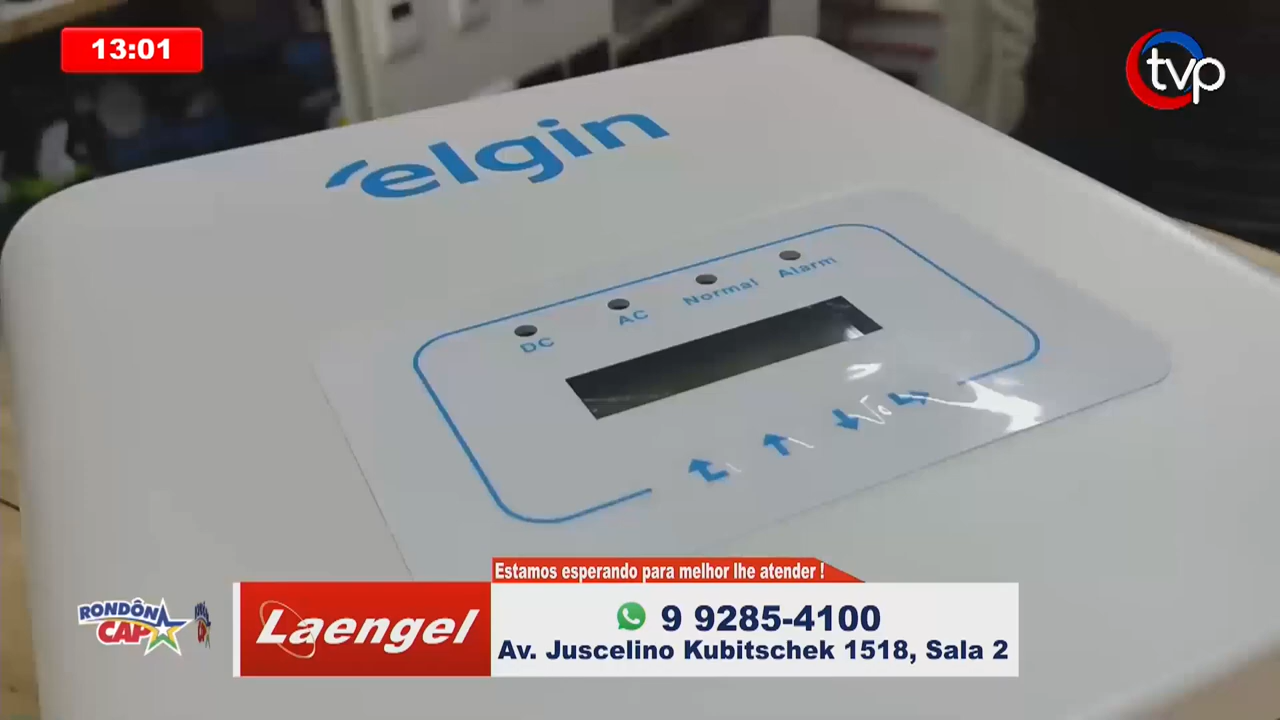 13:01
tvp
elgin
DC AC Normal Alarm
Estamos esperando para melhor lhe atender !
RONDÔN
CAP
Laengel
9 9285-4100
Av. Juscelino Kubitschek 1518, Sala 2